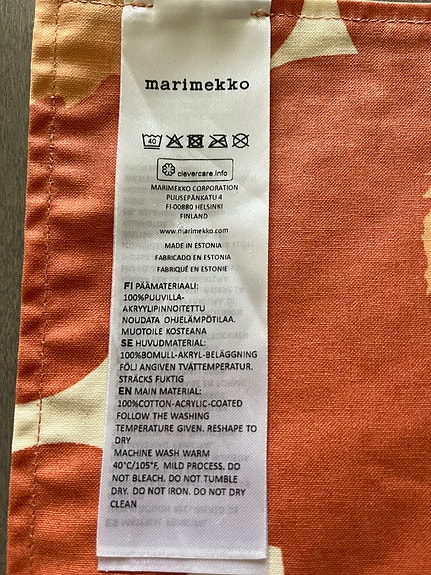 marimekko
40
clevercare.info
MARIMEKKO CORPORATION
PUUSEPÄNKATU 4
FI-00880 HELSINKI
FINLAND
www.marimekko.com
MADE IN ESTONIA
FABRICADO EN ESTONIA
FABRIQUÉ EN ESTONIE
FI PÄÄMATERIAALI:
100%PUUVILLA-
AKRYYLIPINNOITETTU
NOUDATA OHJELÄMPÖTILAA.
MUOTOILE KOSTEANA
SE HUVUDMATERIAL:
100%BOMULL-AKRYL-BELÄGGNING
FÖLJ ANGIVEN TVÄTTEMPERATUR.
STRÄCKS FUKTIG
EN MAIN MATERIAL:
100%COTTON-ACRYLIC-COATED
FOLLOW THE WASHING
TEMPERATURE GIVEN. RESHAPE TO
DRY
MACHINE WASH WARM
40°C/105°F, MILD PROCESS. DO
NOT BLEACH. DO NOT TUMBLE
DRY. DO NOT IRON. DO NOT DRY
CLEAN